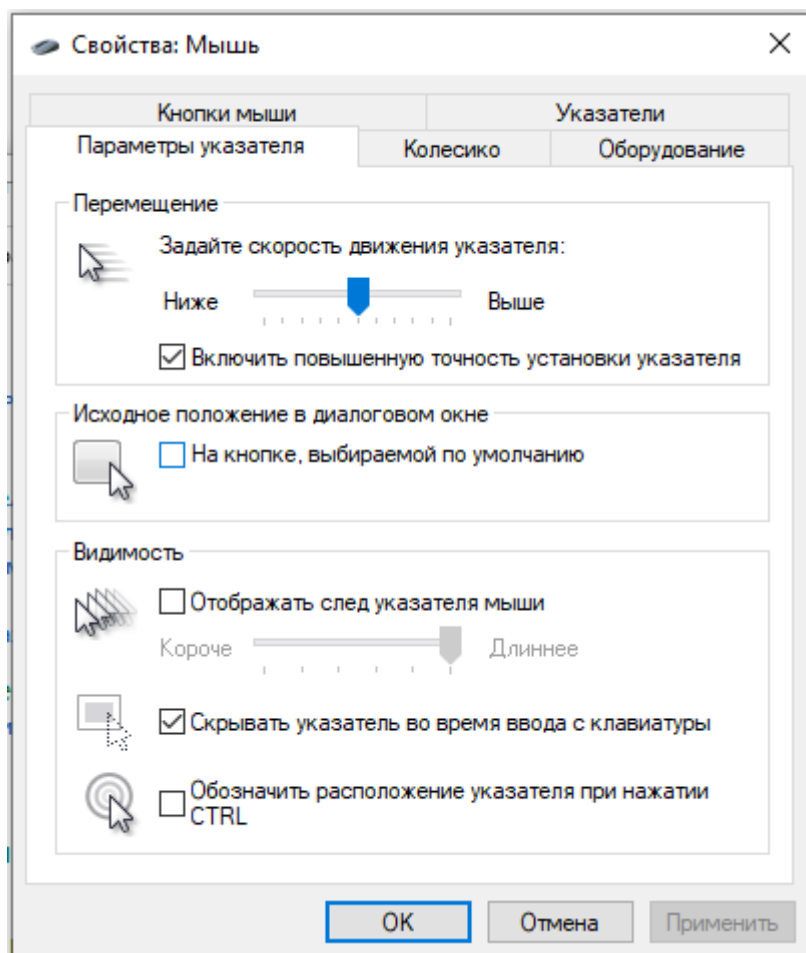 Свойства: Мышь
Кнопки мыши
Указатели
Параметры указателя
Колесико
Оборудование
Перемещение
Задайте скорость движения указателя:
Ниже
Выше
Включить повышенную точность установки указателя
Исходное положение в диалоговом окне
На кнопке, выбираемой по умолчанию
Видимость
Отображать след указателя мыши
Короче
Длиннее
Скрывать указатель во время ввода с клавиатуры
Обозначить расположение указателя при нажатии
CTRL
OK
Отмена
Применить